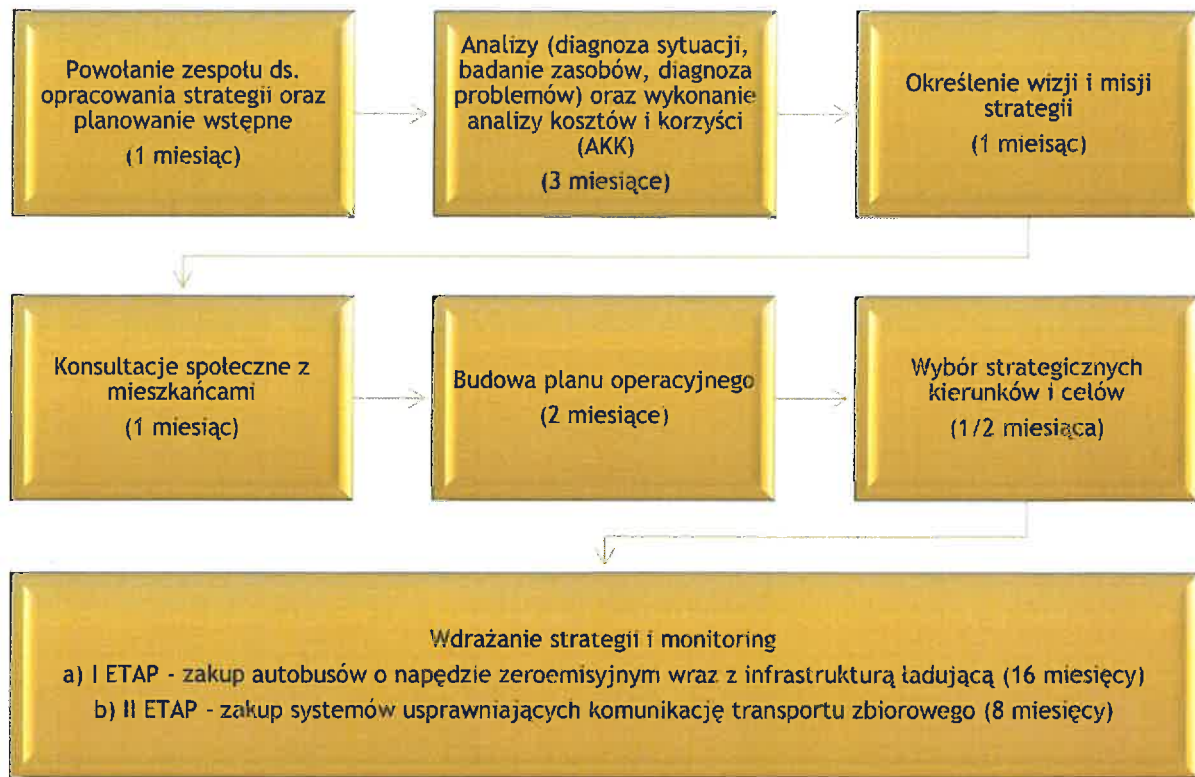 Powołanie zespołu ds.
opracowania strategii oraz
planowanie wstępne
(1 miesiąc)
Analizy (diagnoza sytuacji,
badanie zasobów, diagnoza
problemów) oraz wykonanie
analizy kosztów i korzyści
(AKK)
(3 miesiące)
Określenie wizji i misji
strategii
(1 mieisąc)
Konsultacje społeczne z
mieszkańcami
(1 miesiąc)
Budowa planu operacyjnego
(2 miesiące)
Wybór strategicznych
kierunków i celów
(1/2 miesiąca)
Wdrażanie strategii i monitoring
a) I ETAP - zakup autobusów o napędzie zeroemisyjnym wraz z infrastrukturą ładującą (16 miesięcy)
b) II ETAP - zakup systemów usprawniających komunikację transportu zbiorowego (8 miesięcy)